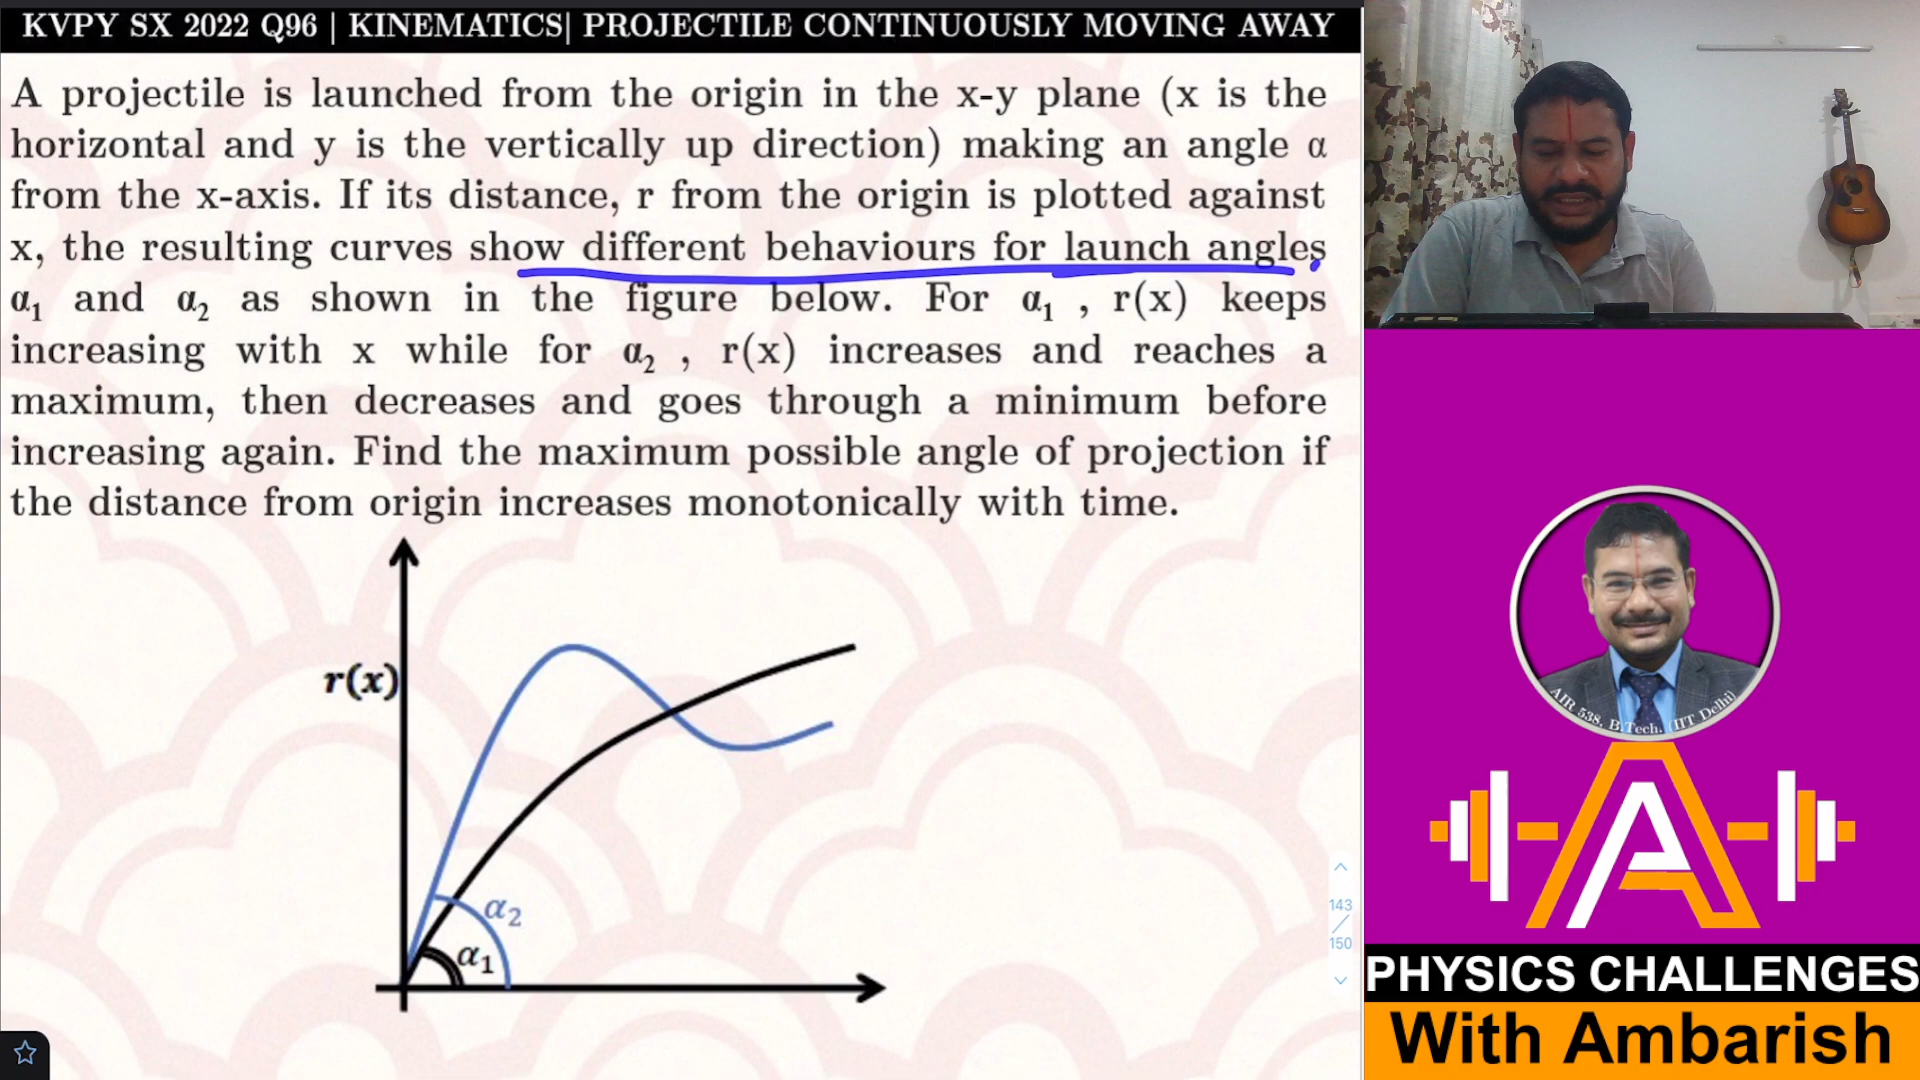 KVPY SX 2022 Q96 | KINEMATICS| PROJECTILE CONTINUOUSLY MOVING AWAY
A projectile is launched from the origin in the x-y plane (x is the
horizontal and y is the vertically up direction) making an angle α
from the x-axis. If its distance, r from the origin is plotted against
x, the resulting curves show different behaviours for launch angles
α₁ and α₂ as shown in the figure below. For α₁ , r(x) keeps
increasing with x while for α₂ , r(x) increases and reaches a
maximum, then decreases and goes through a minimum before
increasing again. Find the maximum possible angle of projection if
the distance from origin increases monotonically with time.
r(x)
α₂
α₁
143
/
150
AIR 538, B.Tech. (IIT Delhi)
A
PHYSICS CHALLENGES
With Ambarish